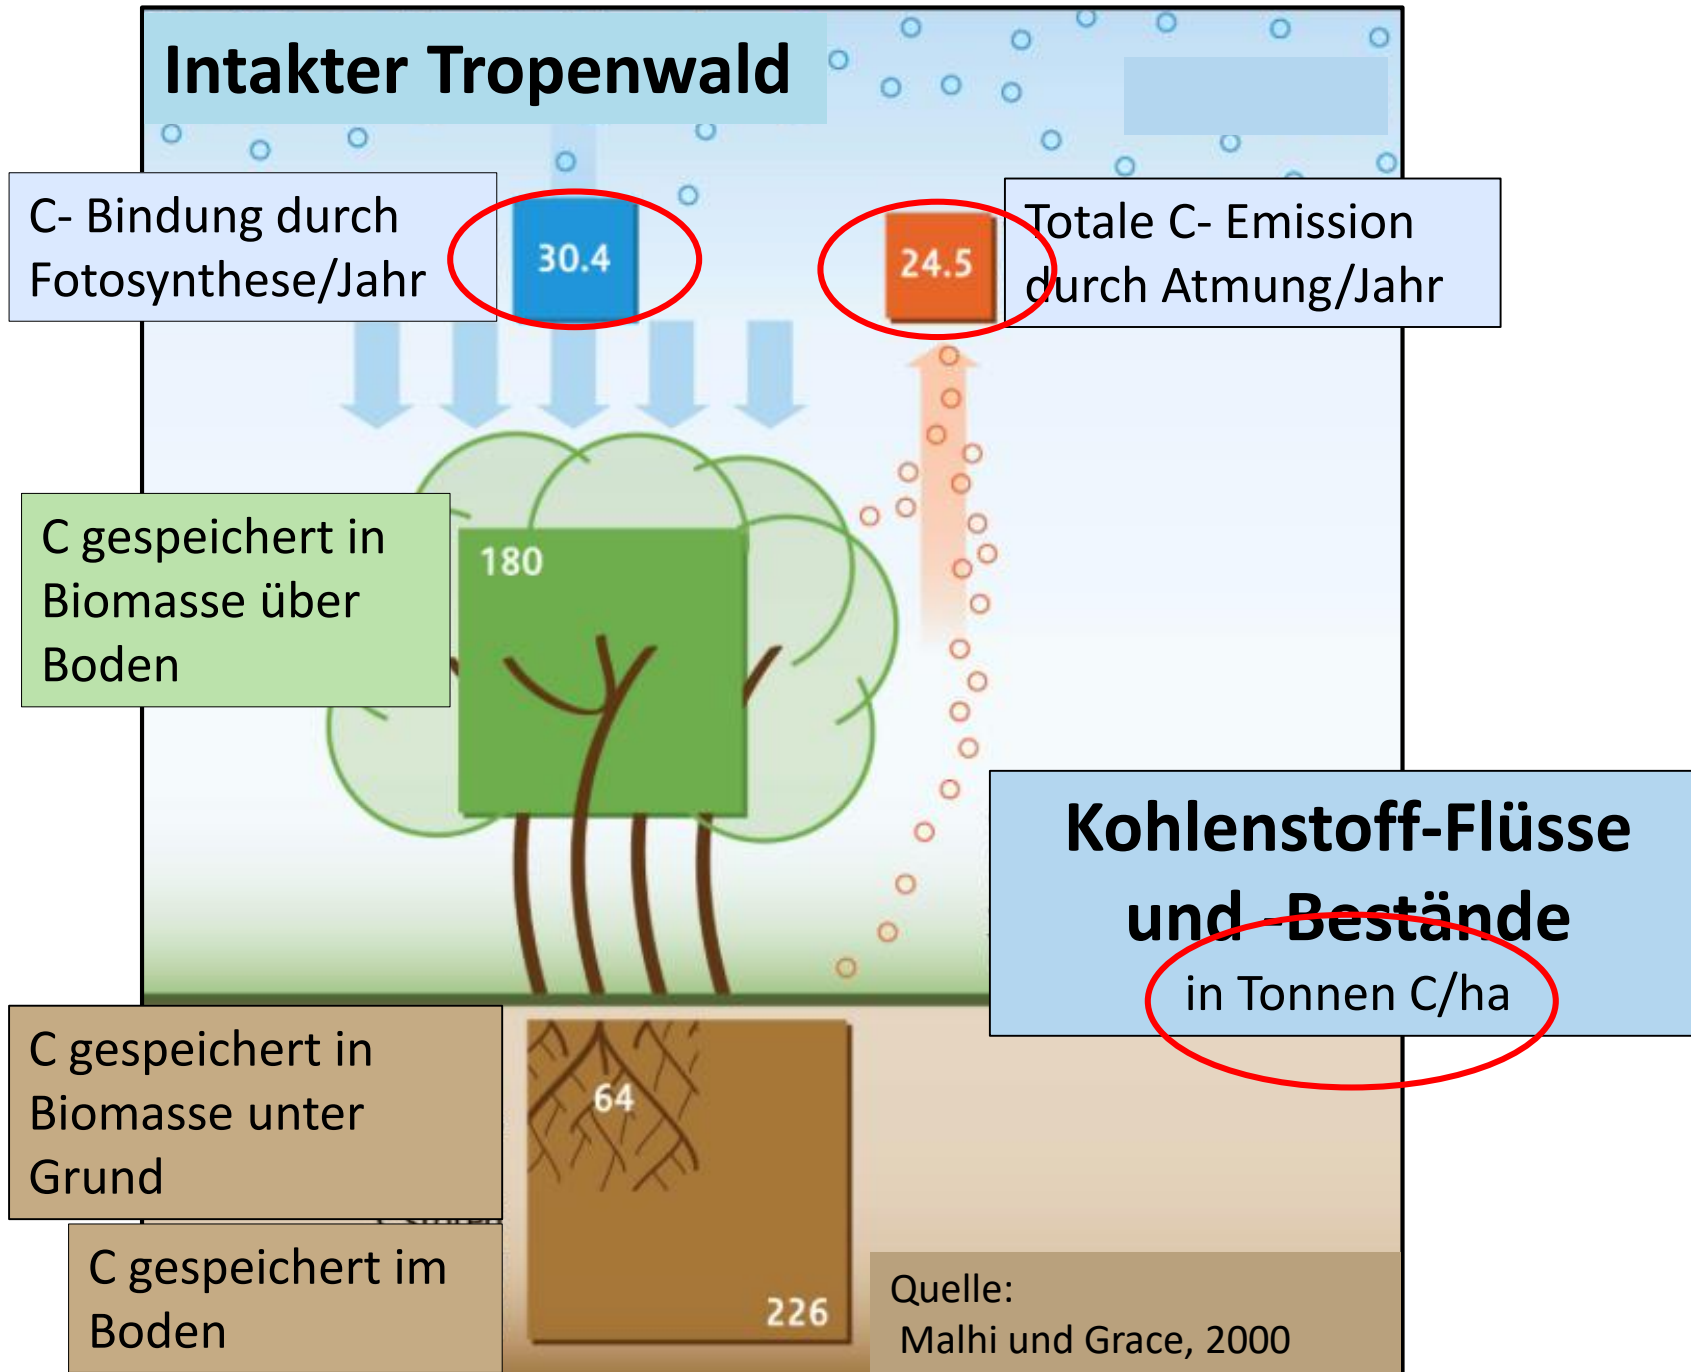 Intakter Tropenwald
C- Bindung durch
Fotosynthese/Jahr
30.4
24.5
Totale C- Emission
durch Atmung/Jahr
C gespeichert in
Biomasse über
Boden
180
Kohlenstoff-Flüsse
und -Bestände
in Tonnen C/ha
C gespeichert in
Biomasse unter
Grund
64
C gespeichert im
Boden
226
Quelle:
Malhi und Grace, 2000